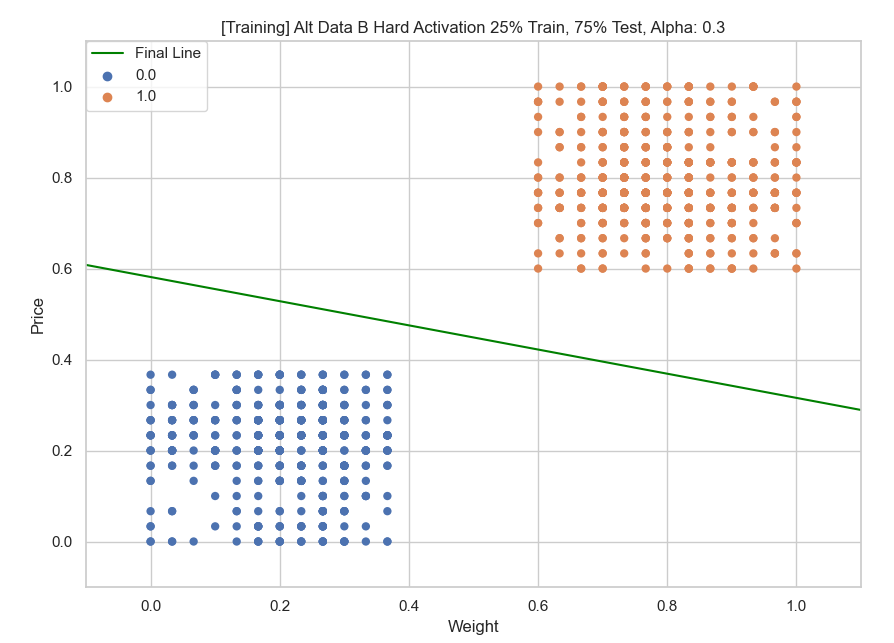 [Training] Alt Data B Hard Activation 25% Train, 75% Test, Alpha: 0.3
Final Line
0.0
1.0
1.0
0.8
0.6
0.4
0.2
0.0
Price
0.0 0.2 0.4 0.6 0.8 1.0
Weight